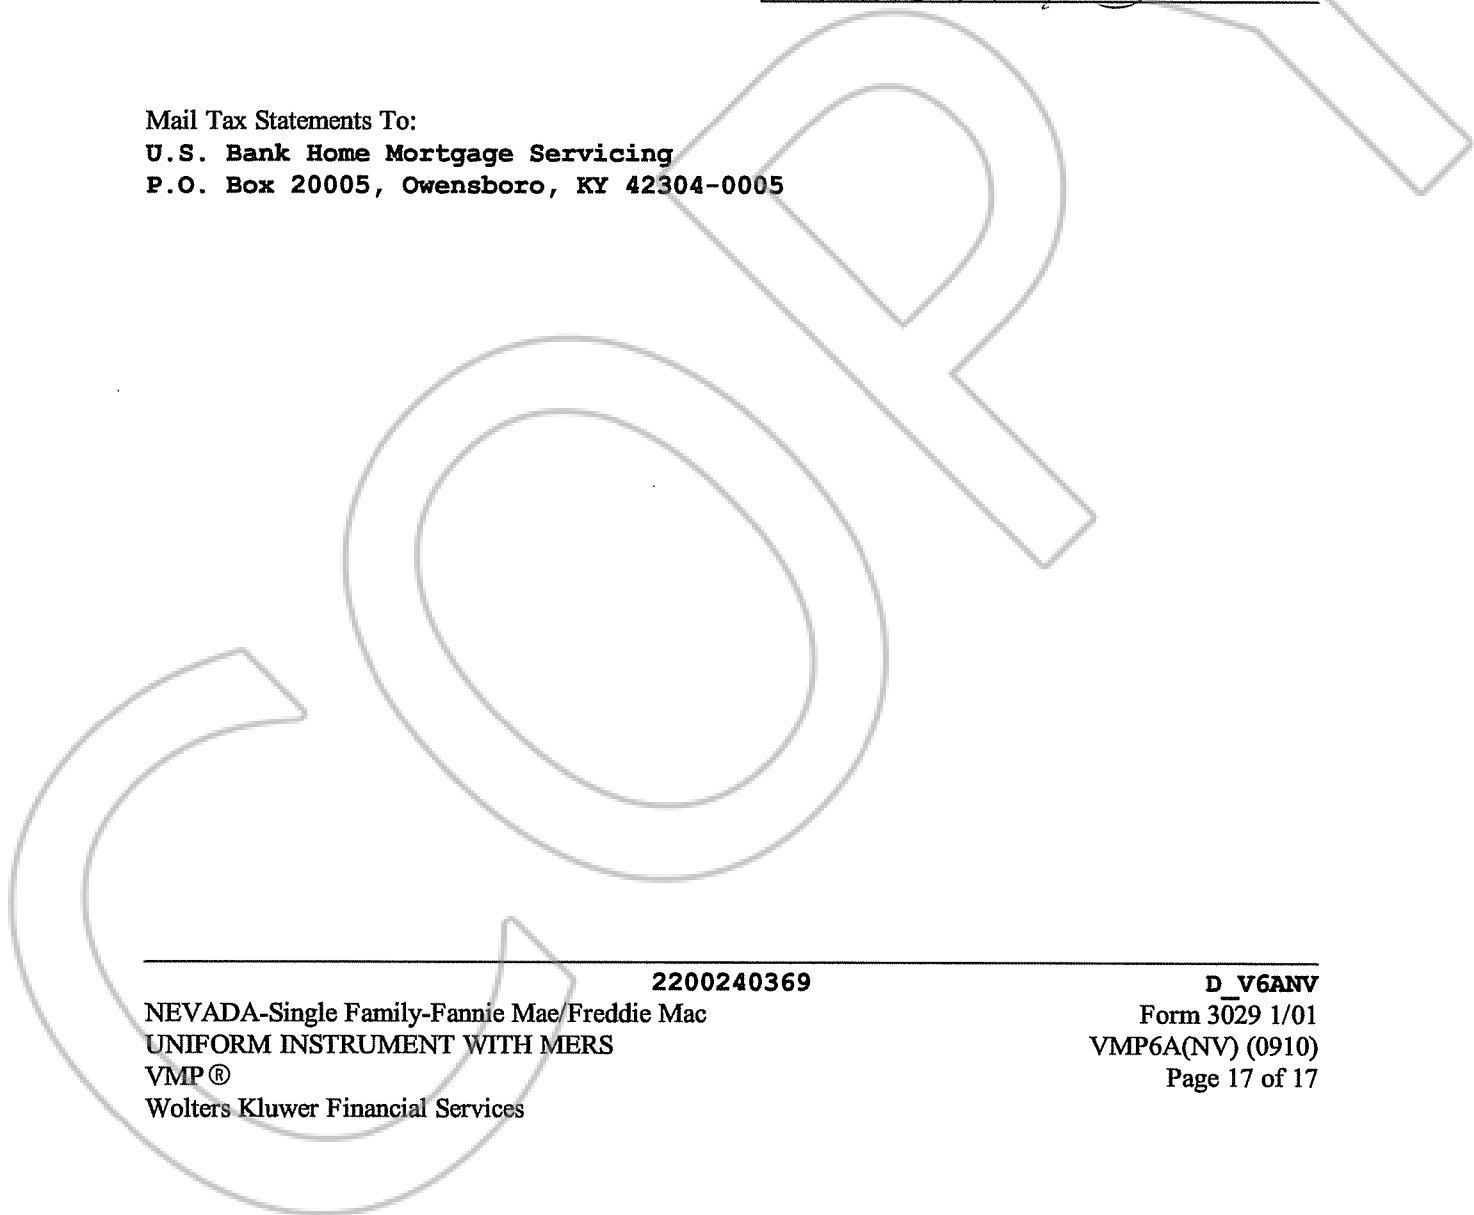 Mail Tax Statements To:
U.S. Bank Home Mortgage Servicing
P.O. Box 20005, Owensboro, KY 42304-0005
COPY
2200240369
D_V6ANV
NEVADA-Single Family-Fannie Mae/Freddie Mac
Form 3029 1/01
UNIFORM INSTRUMENT WITH MERS
VMP6A(NV) (0910)
VMP ®
Page 17 of 17
Wolters Kluwer Financial Services